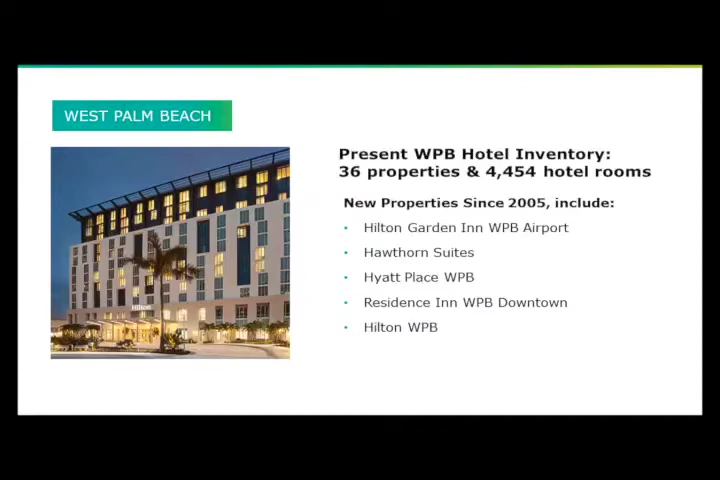 WEST PALM BEACH
Present WPB Hotel Inventory:
36 properties & 4,454 hotel rooms
New Properties Since 2005, include:
• Hilton Garden Inn WPB Airport
• Hawthorn Suites
• Hyatt Place WPB
• Residence Inn WPB Downtown
• Hilton WPB
Hilton